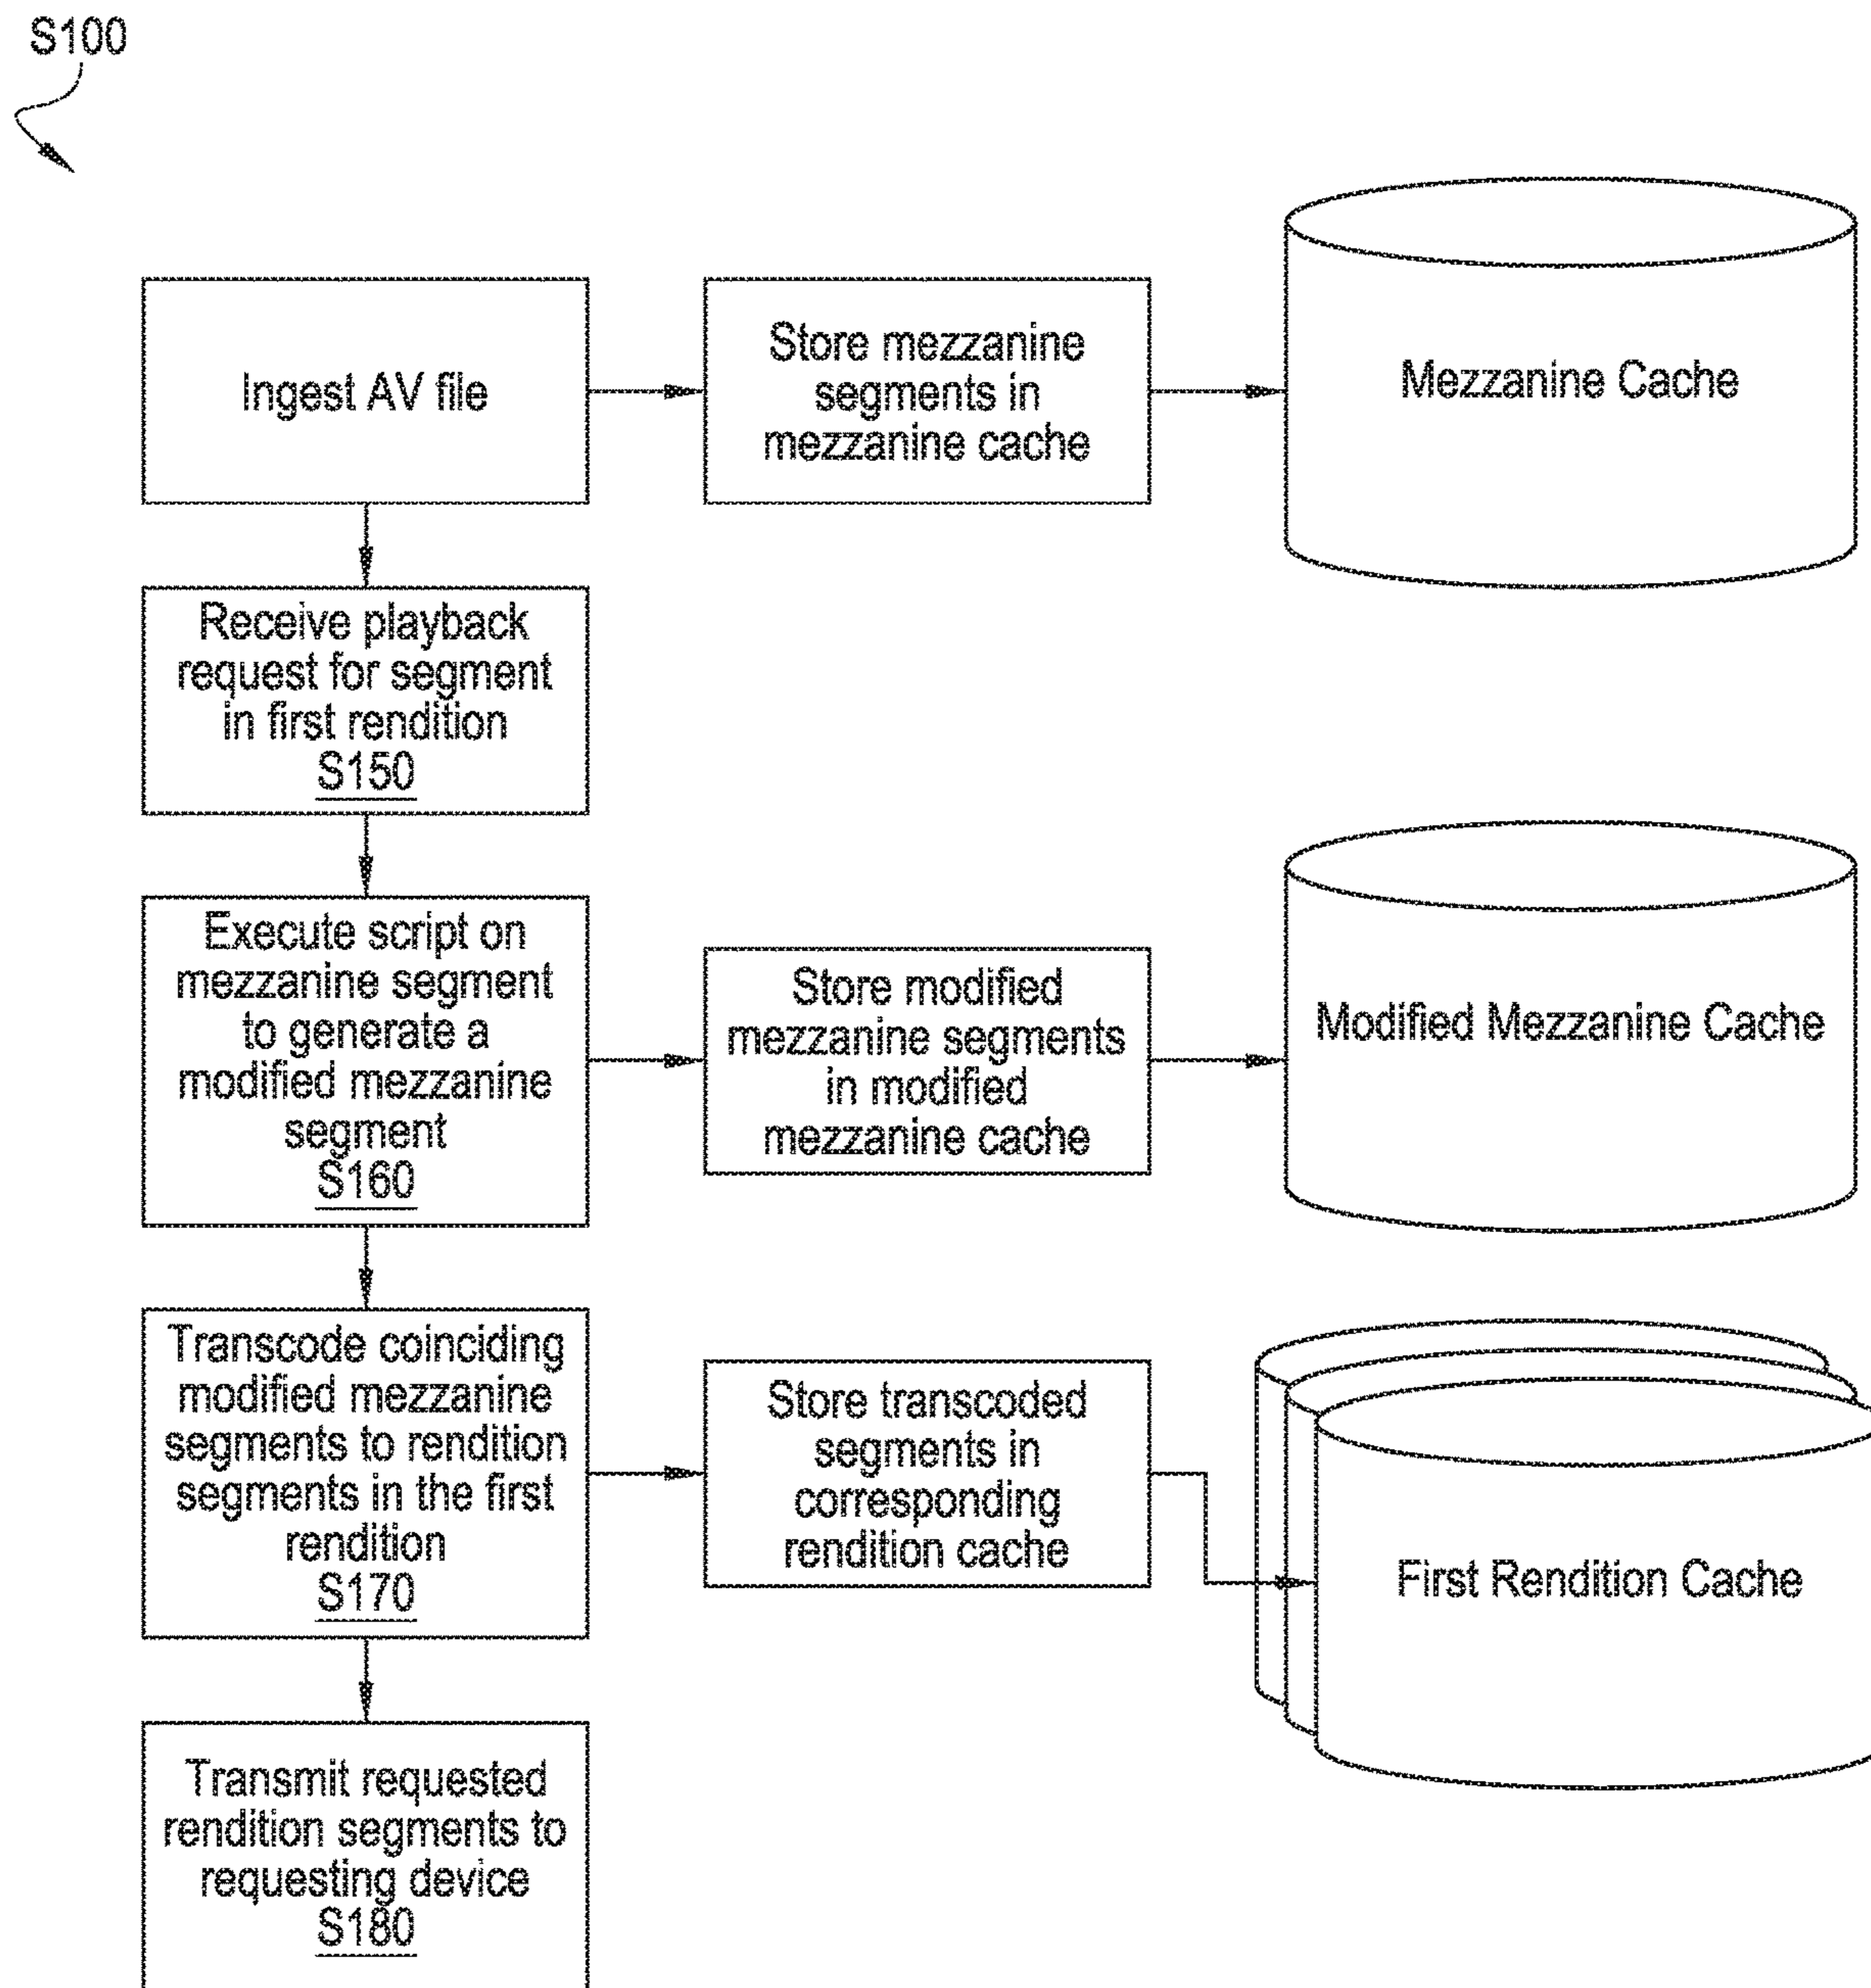 S100
Ingest AV file
Store mezzanine
segments in
mezzanine cache
Mezzanine Cache
Receive playback
request for segment
in first rendition
S150
Execute script on
mezzanine segment
to generate a
modified mezzanine
segment
S160
Store modified
mezzanine segments
in modified
mezzanine cache
Modified Mezzanine Cache
Transcode coinciding
modified mezzanine
segments to rendition
segments in the first
rendition
S170
Store transcoded
segments in
corresponding
rendition cache
First Rendition Cache
Transmit requested
rendition segments to
requesting device
S180